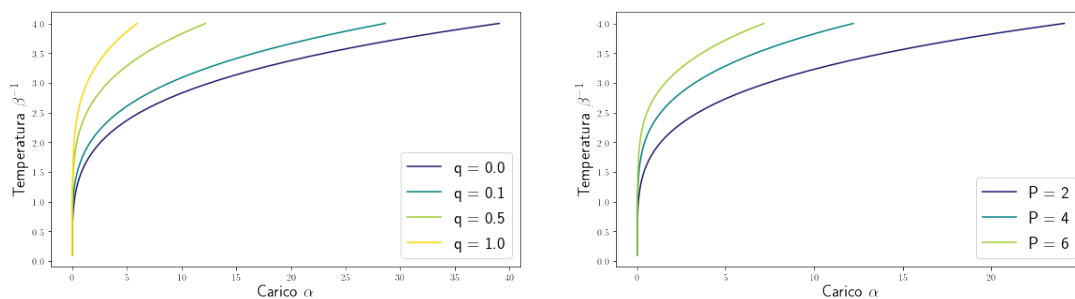 4.0
3.5
3.0
2.5
2.0
1.5
1.0
0.5
0.0
Temperatura β⁻¹
0 5 10 15 20 25 30 35 40
Carico α
q = 0.0
q = 0.1
q = 0.5
q = 1.0
4.0
3.5
3.0
2.5
2.0
1.5
1.0
0.5
0.0
Temperatura β⁻¹
0 5 10 15 20
Carico α
P = 2
P = 4
P = 6